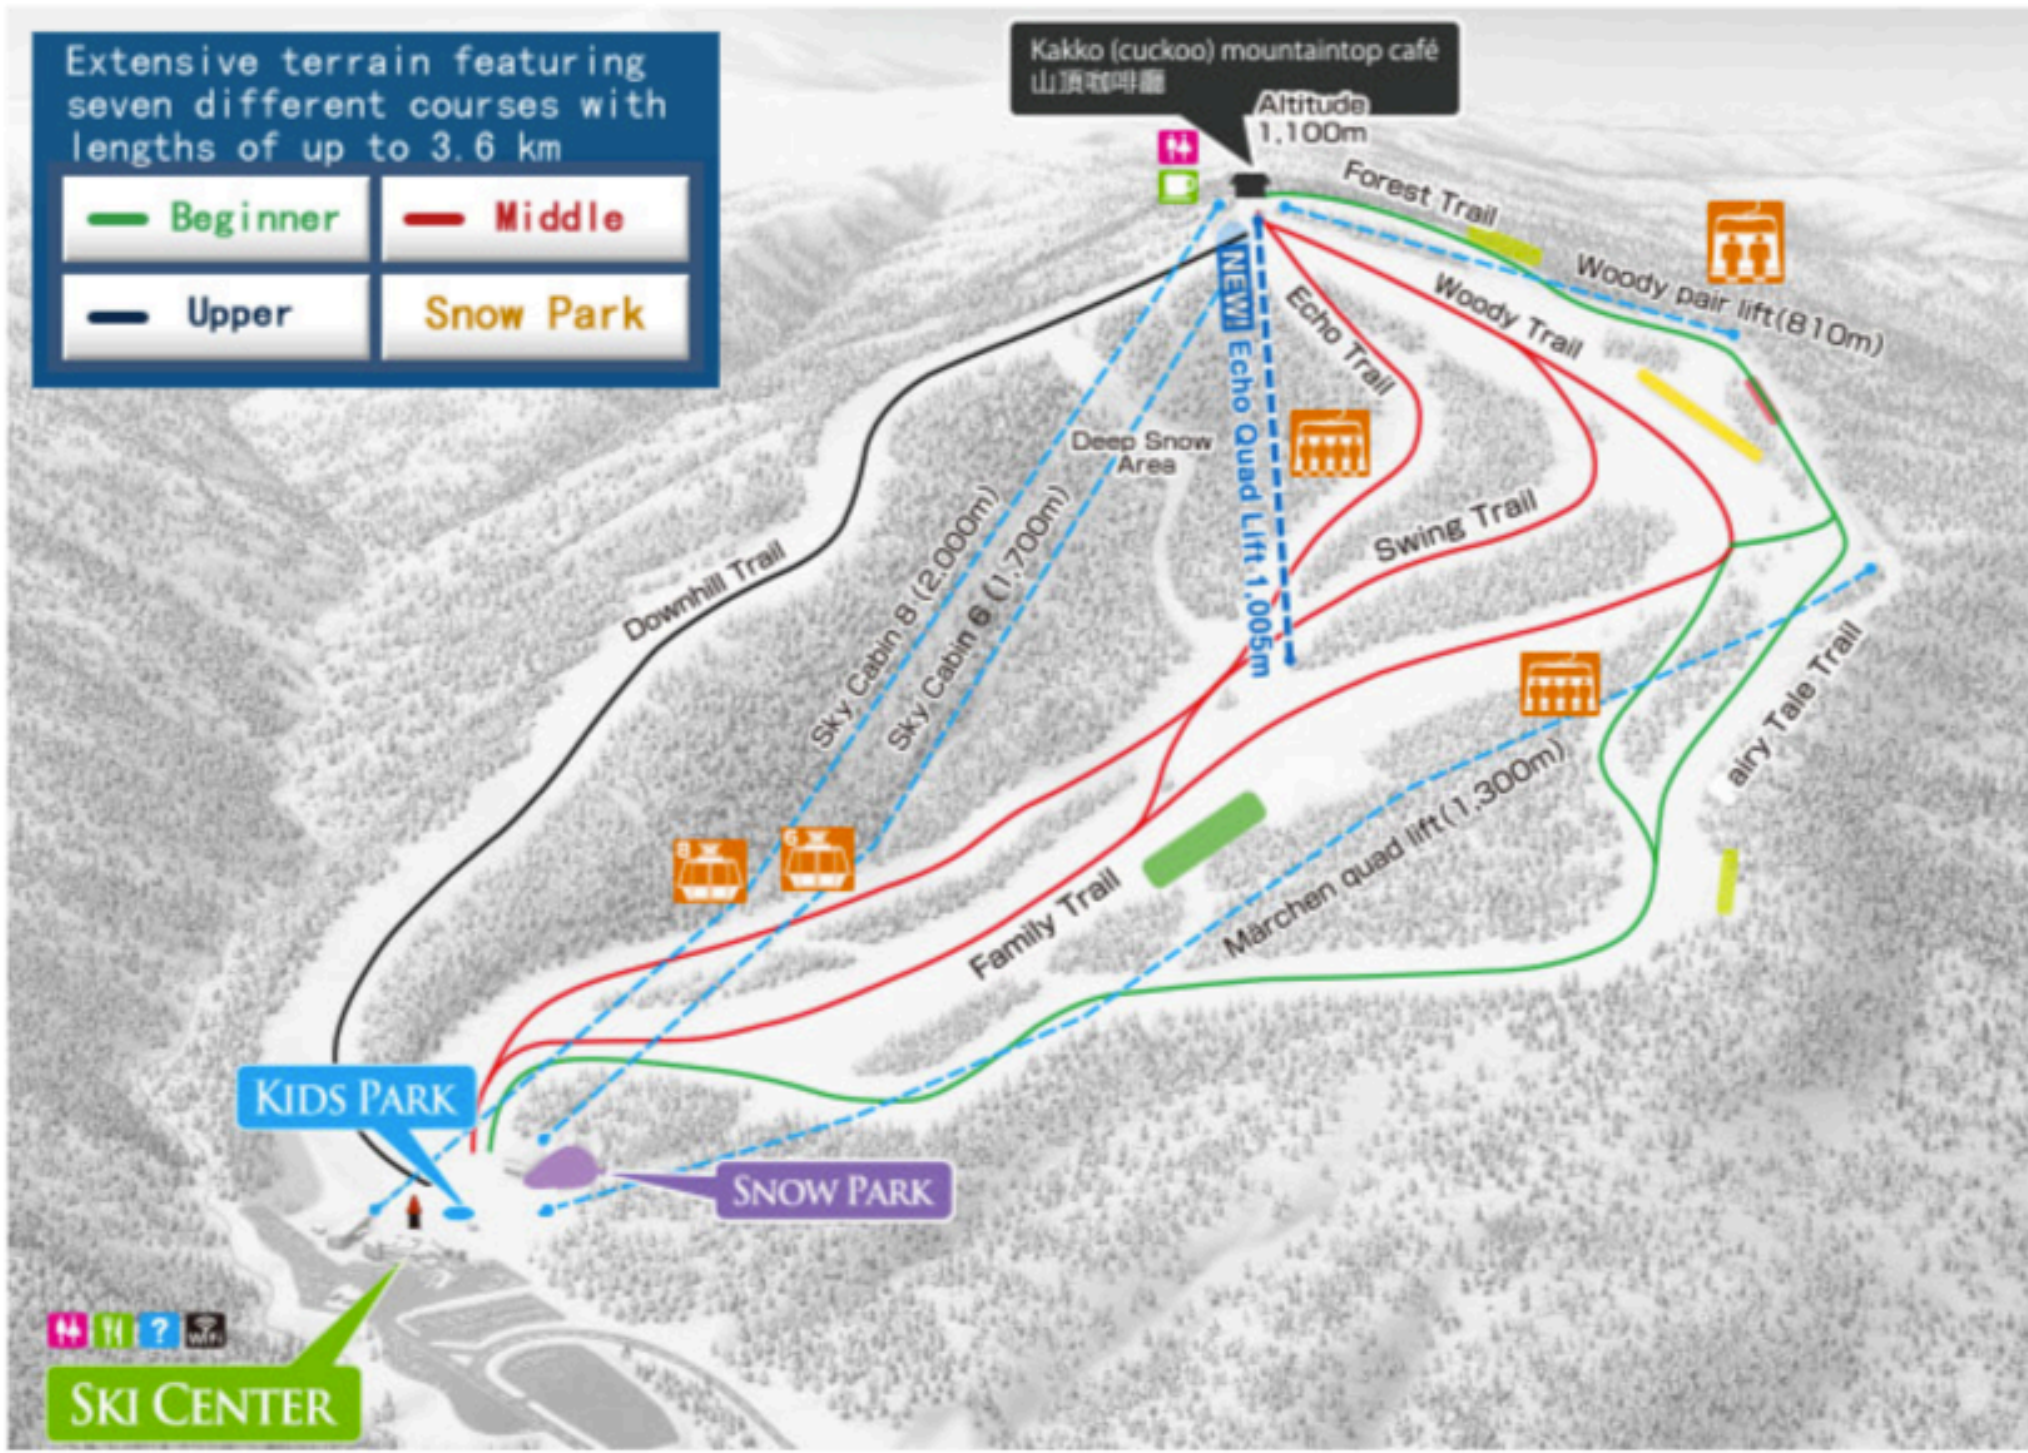 Extensive terrain featuring
seven different courses with
lengths of up to 3.6 km
Beginner
Middle
Upper
Snow Park
Kakko (cuckoo) mountaintop café
山頂咖啡廳
Altitude
1,100m
Forest Trail
Woody pair lift(810m)
Woody Trail
Echo Trail
NEW! Echo Quad Lift 1,005m
Deep Snow
Area
Swing Trail
Downhill Trail
Sky Cabin 8 (2,000m)
Sky Cabin 6 (1,700m)
airy Tale Trail
Märchen quad lift(1,300m)
8
6
Family Trail
KIDS PARK
SNOW PARK
?
WiFi
SKI CENTER